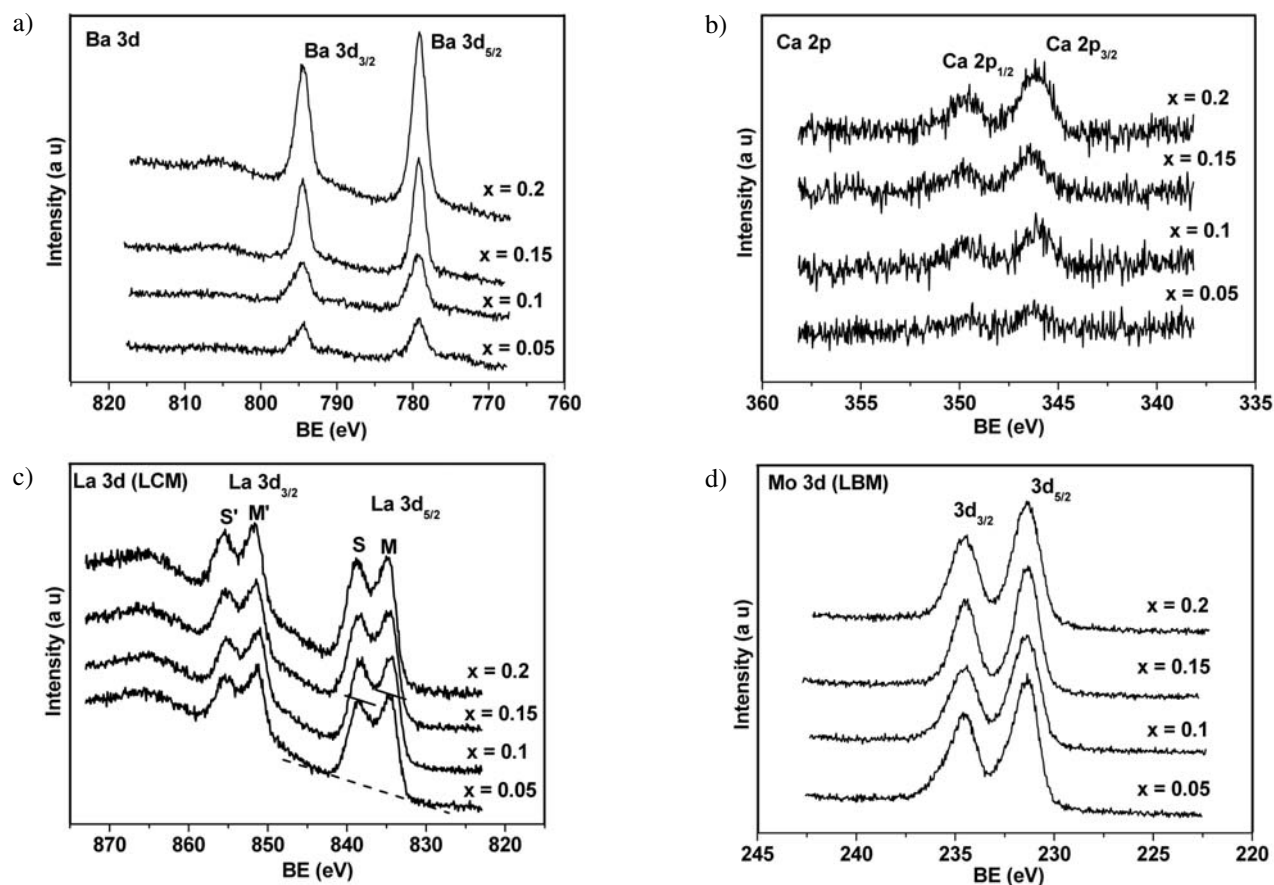 a)
Ba 3d
Ba 3d3/2
Ba 3d5/2
x = 0.2
x = 0.15
x = 0.1
x = 0.05
Intensity (a u)
820 810 800 790 780 770 760
BE (eV)
b)
Ca 2p
Ca 2p1/2
Ca 2p3/2
x = 0.2
x = 0.15
x = 0.1
x = 0.05
Intensity (a u)
360 355 350 345 340 335
BE (eV)
c)
La 3d (LCM)
La 3d3/2
S' M'
La 3d5/2
S M
x = 0.2
x = 0.15
x = 0.1
x = 0.05
Intensity (a u)
870 860 850 840 830 820
BE (eV)
d)
Mo 3d (LBM)
3d3/2
3d5/2
x = 0.2
x = 0.15
x = 0.1
x = 0.05
Intensity (a u)
245 240 235 230 225 220
BE (eV)